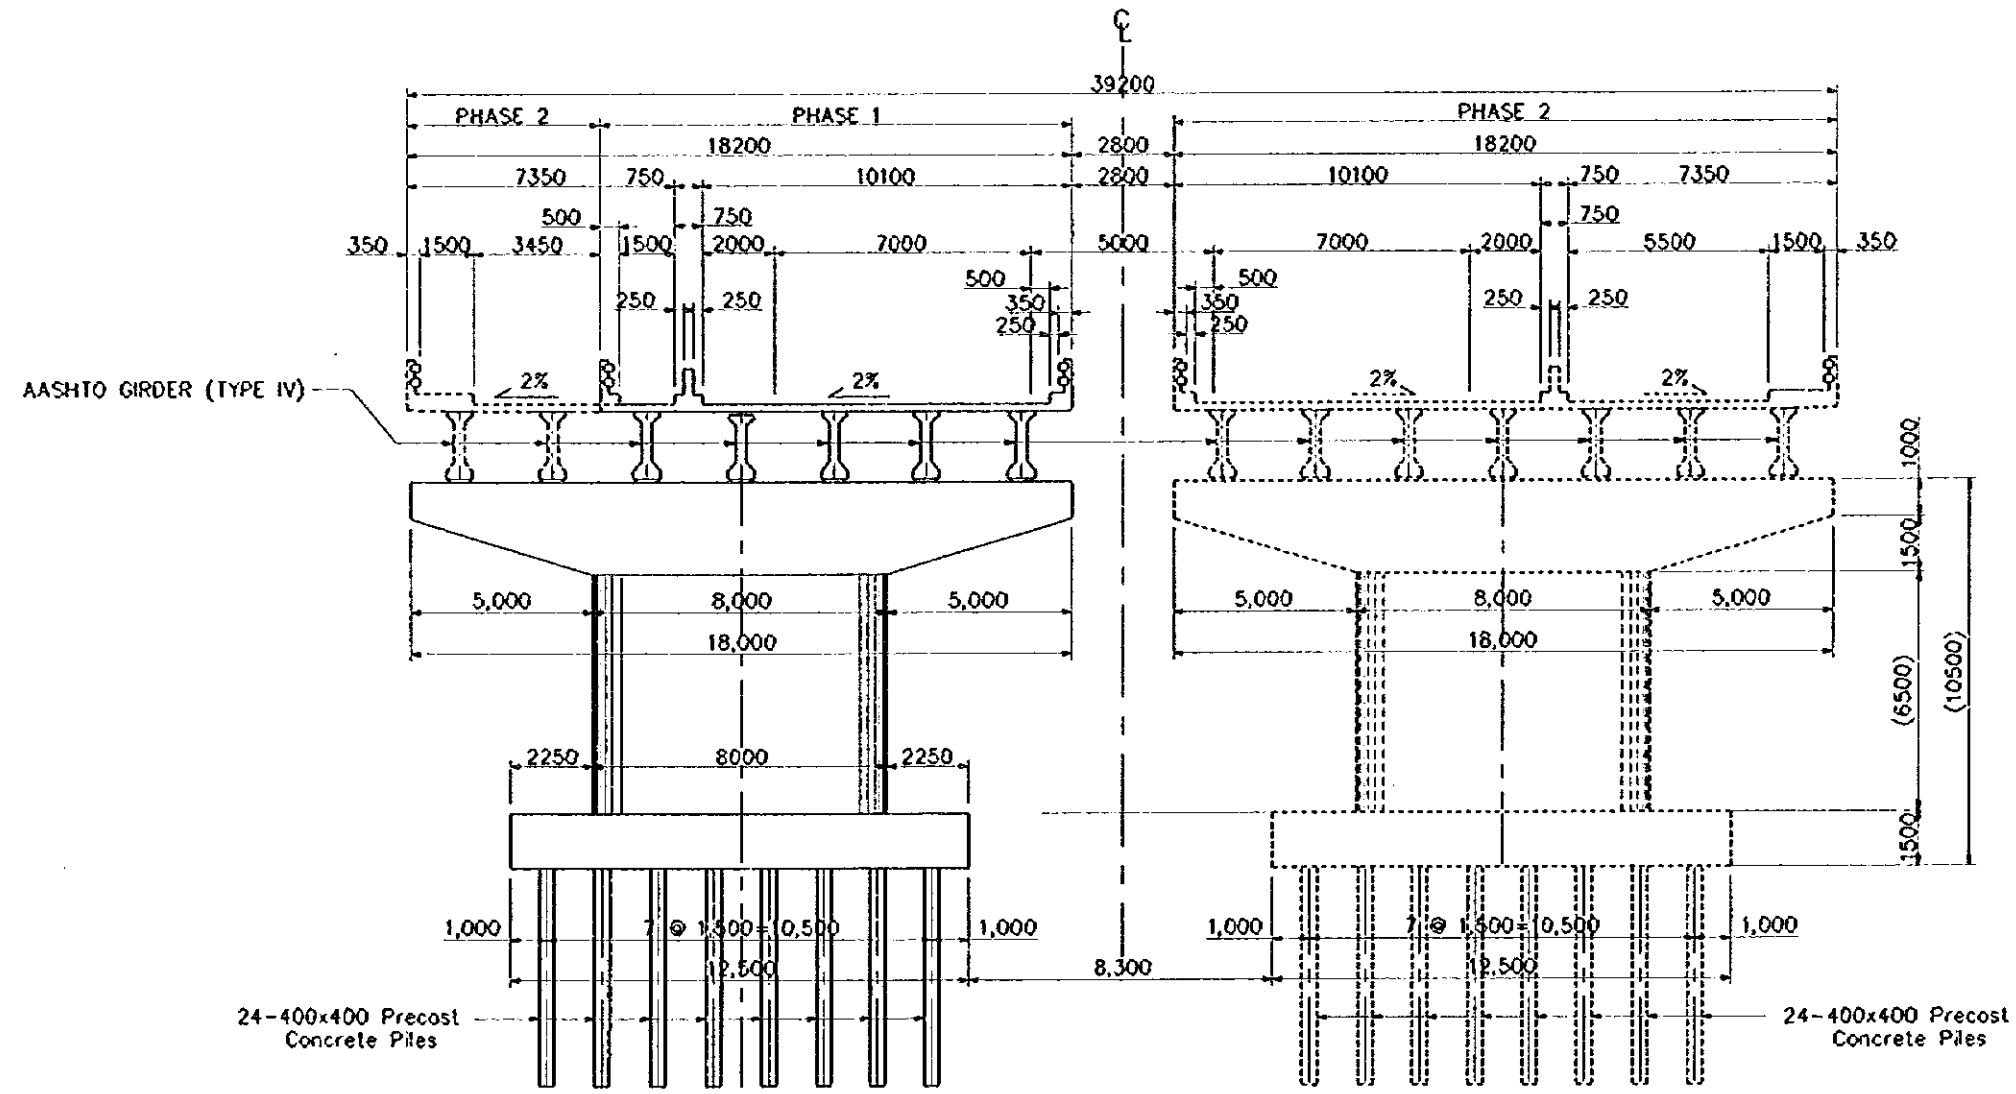 ℄
39200
PHASE 2 PHASE 1 PHASE 2
18200 2800 18200
7350 750 10100 2800 10100 750 7350
500 750 750
350 1500 3450 1500 2000 7000 5000 7000 2000 5500 1500 350
500 500
250 250 350 350 250 250
250 250
AASHTO GIRDER (TYPE IV)
2% 2% 2% 2%
1000
1500
5,000 8,000 5,000 5,000 8,000 5,000
18,000 18,000
(6500) (10500)
2250 8000 2250
1500
1,000 7 @ 1,500=10,500 1,000 1,000 7 @ 1,500=10,500 1,000
12,500 8,300 12,500
24-400x400 Precast
Concrete Piles
24-400x400 Precast
Concrete Piles